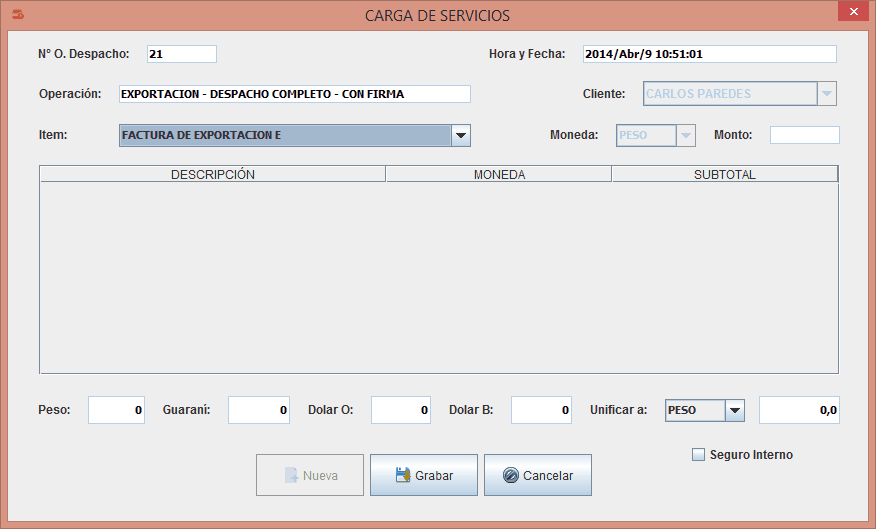 CARGA DE SERVICIOS
Nº O. Despacho: 21 Hora y Fecha: 2014/Abr/9 10:51:01
Operación: EXPORTACION - DESPACHO COMPLETO - CON FIRMA Cliente: CARLOS PAREDES
Item: FACTURA DE EXPORTACION E Moneda: PESO Monto:
DESCRIPCIÓN MONEDA SUBTOTAL
Peso: 0 Guaraní: 0 Dolar O: 0 Dolar B: 0 Unificar a: PESO 0,0
Seguro Interno
Nueva Grabar Cancelar